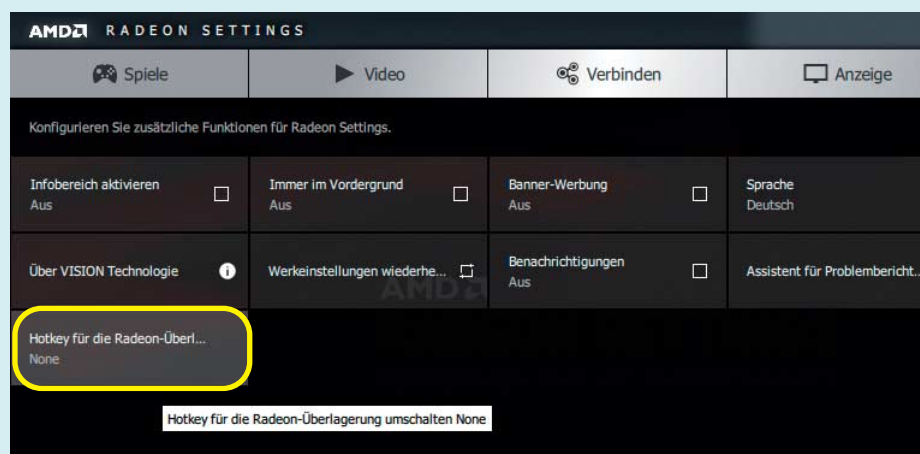 AMD RADEON SETTINGS
Spiele Video Verbinden Anzeige
Konfigurieren Sie zusätzliche Funktionen für Radeon Settings.
Infobereich aktivieren
Aus
Immer im Vordergrund
Aus
Banner-Werbung
Aus
Sprache
Deutsch
Über VISION Technologie
Werkeinstellungen wiederhe...
Benachrichtigungen
Aus
Assistent für Problembericht...
AMD
Hotkey für die Radeon-Überl...
None
Hotkey für die Radeon-Überlagerung umschalten None